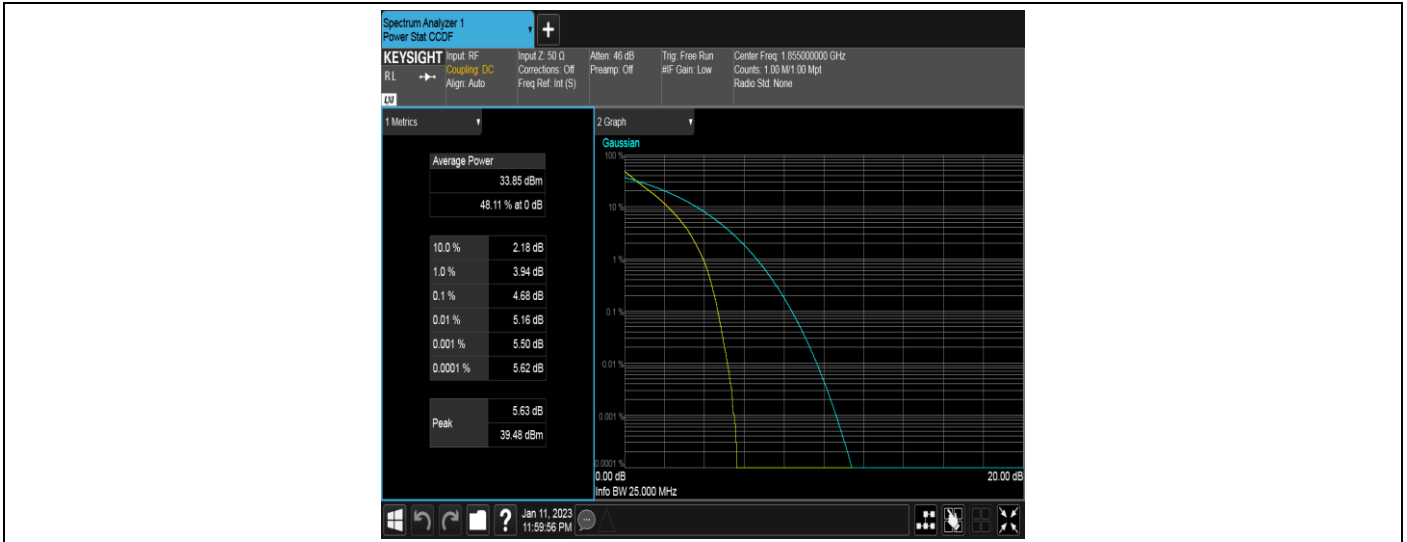 Spectrum Analyzer 1
Power Stat CCDF
KEYSIGHT
RL
LXI
Input: RF
Coupling: DC
Align: Auto
Input Z: 50 Ω
Corrections: Off
Freq Ref: Int (S)
Atten: 46 dB
Preamp: Off
Trig: Free Run
#IF Gain: Low
Center Freq: 1.855000000 GHz
Counts: 1.00 M/1.00 Mpt
Radio Std: None
1 Metrics
Average Power
33.85 dBm
48.11 % at 0 dB
10.0 % 2.18 dB
1.0 % 3.94 dB
0.1 % 4.68 dB
0.01 % 5.16 dB
0.001 % 5.50 dB
0.0001 % 5.62 dB
Peak
5.63 dB
39.48 dBm
2 Graph
Gaussian
100 %
10 %
1 %
0.1 %
0.01 %
0.001 %
0.0001 %
0.00 dB 20.00 dB
Info BW 25.000 MHz
?
Jan 11, 2023
11:59:56 PM